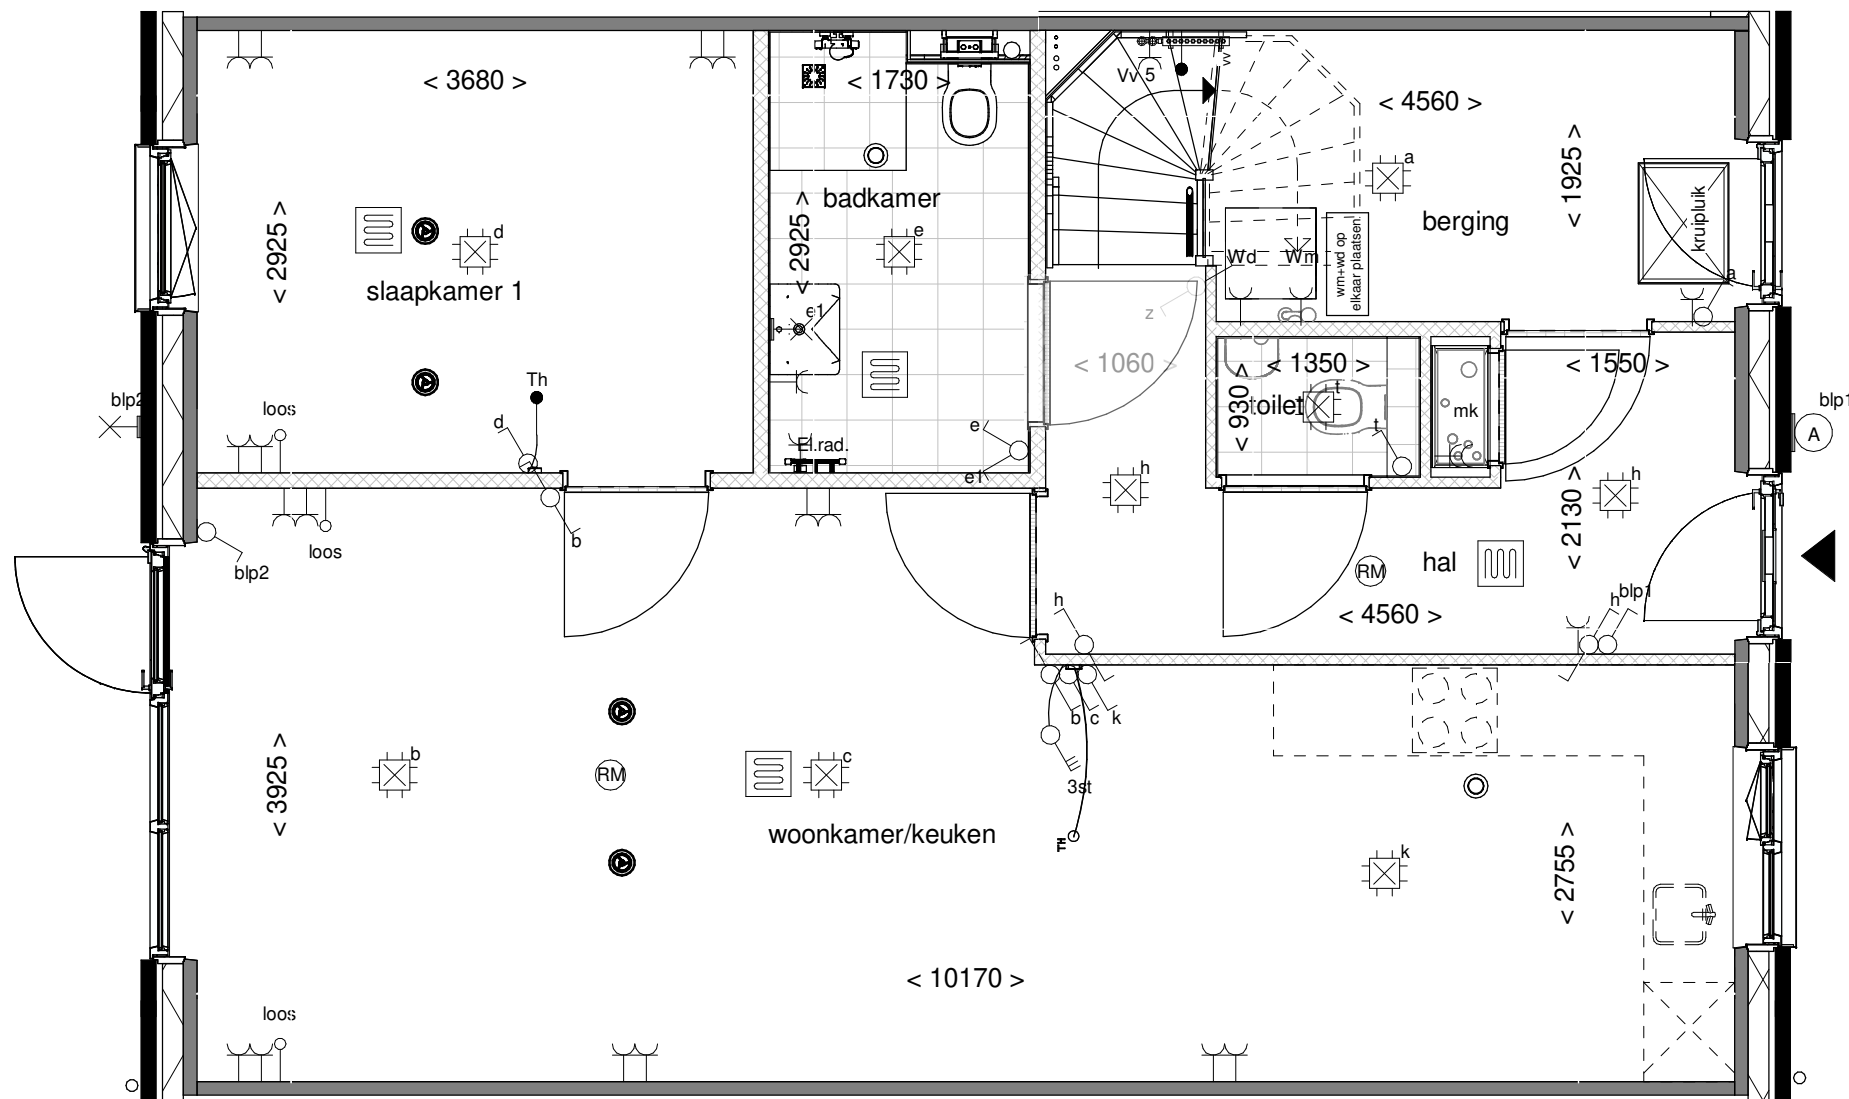 < 3680 >
< 1730 >
Vv 5
w
< 4560 >
a
< 1925 >
kruipluik
badkamer
berging
< 2925 >
d
slaapkamer 1
< 2925 >
e
e1
Wd
Wm
wm+wd op
elkaar plaatsen.
a
z
< 1060 >
< 1350 >
< 1550 >
Th
t
blp2
loos
d
toilet
< 930 >
mk
blp1
A
El.rad.
e
t
e1
h
h
< 2130 >
loos
b
blp2
hal
RM
< 4560 >
h
h
blp1
b
c
k
b
RM
c
3st
TH
< 3925 >
woonkamer/keuken
k
< 2755 >
< 10170 >
loos